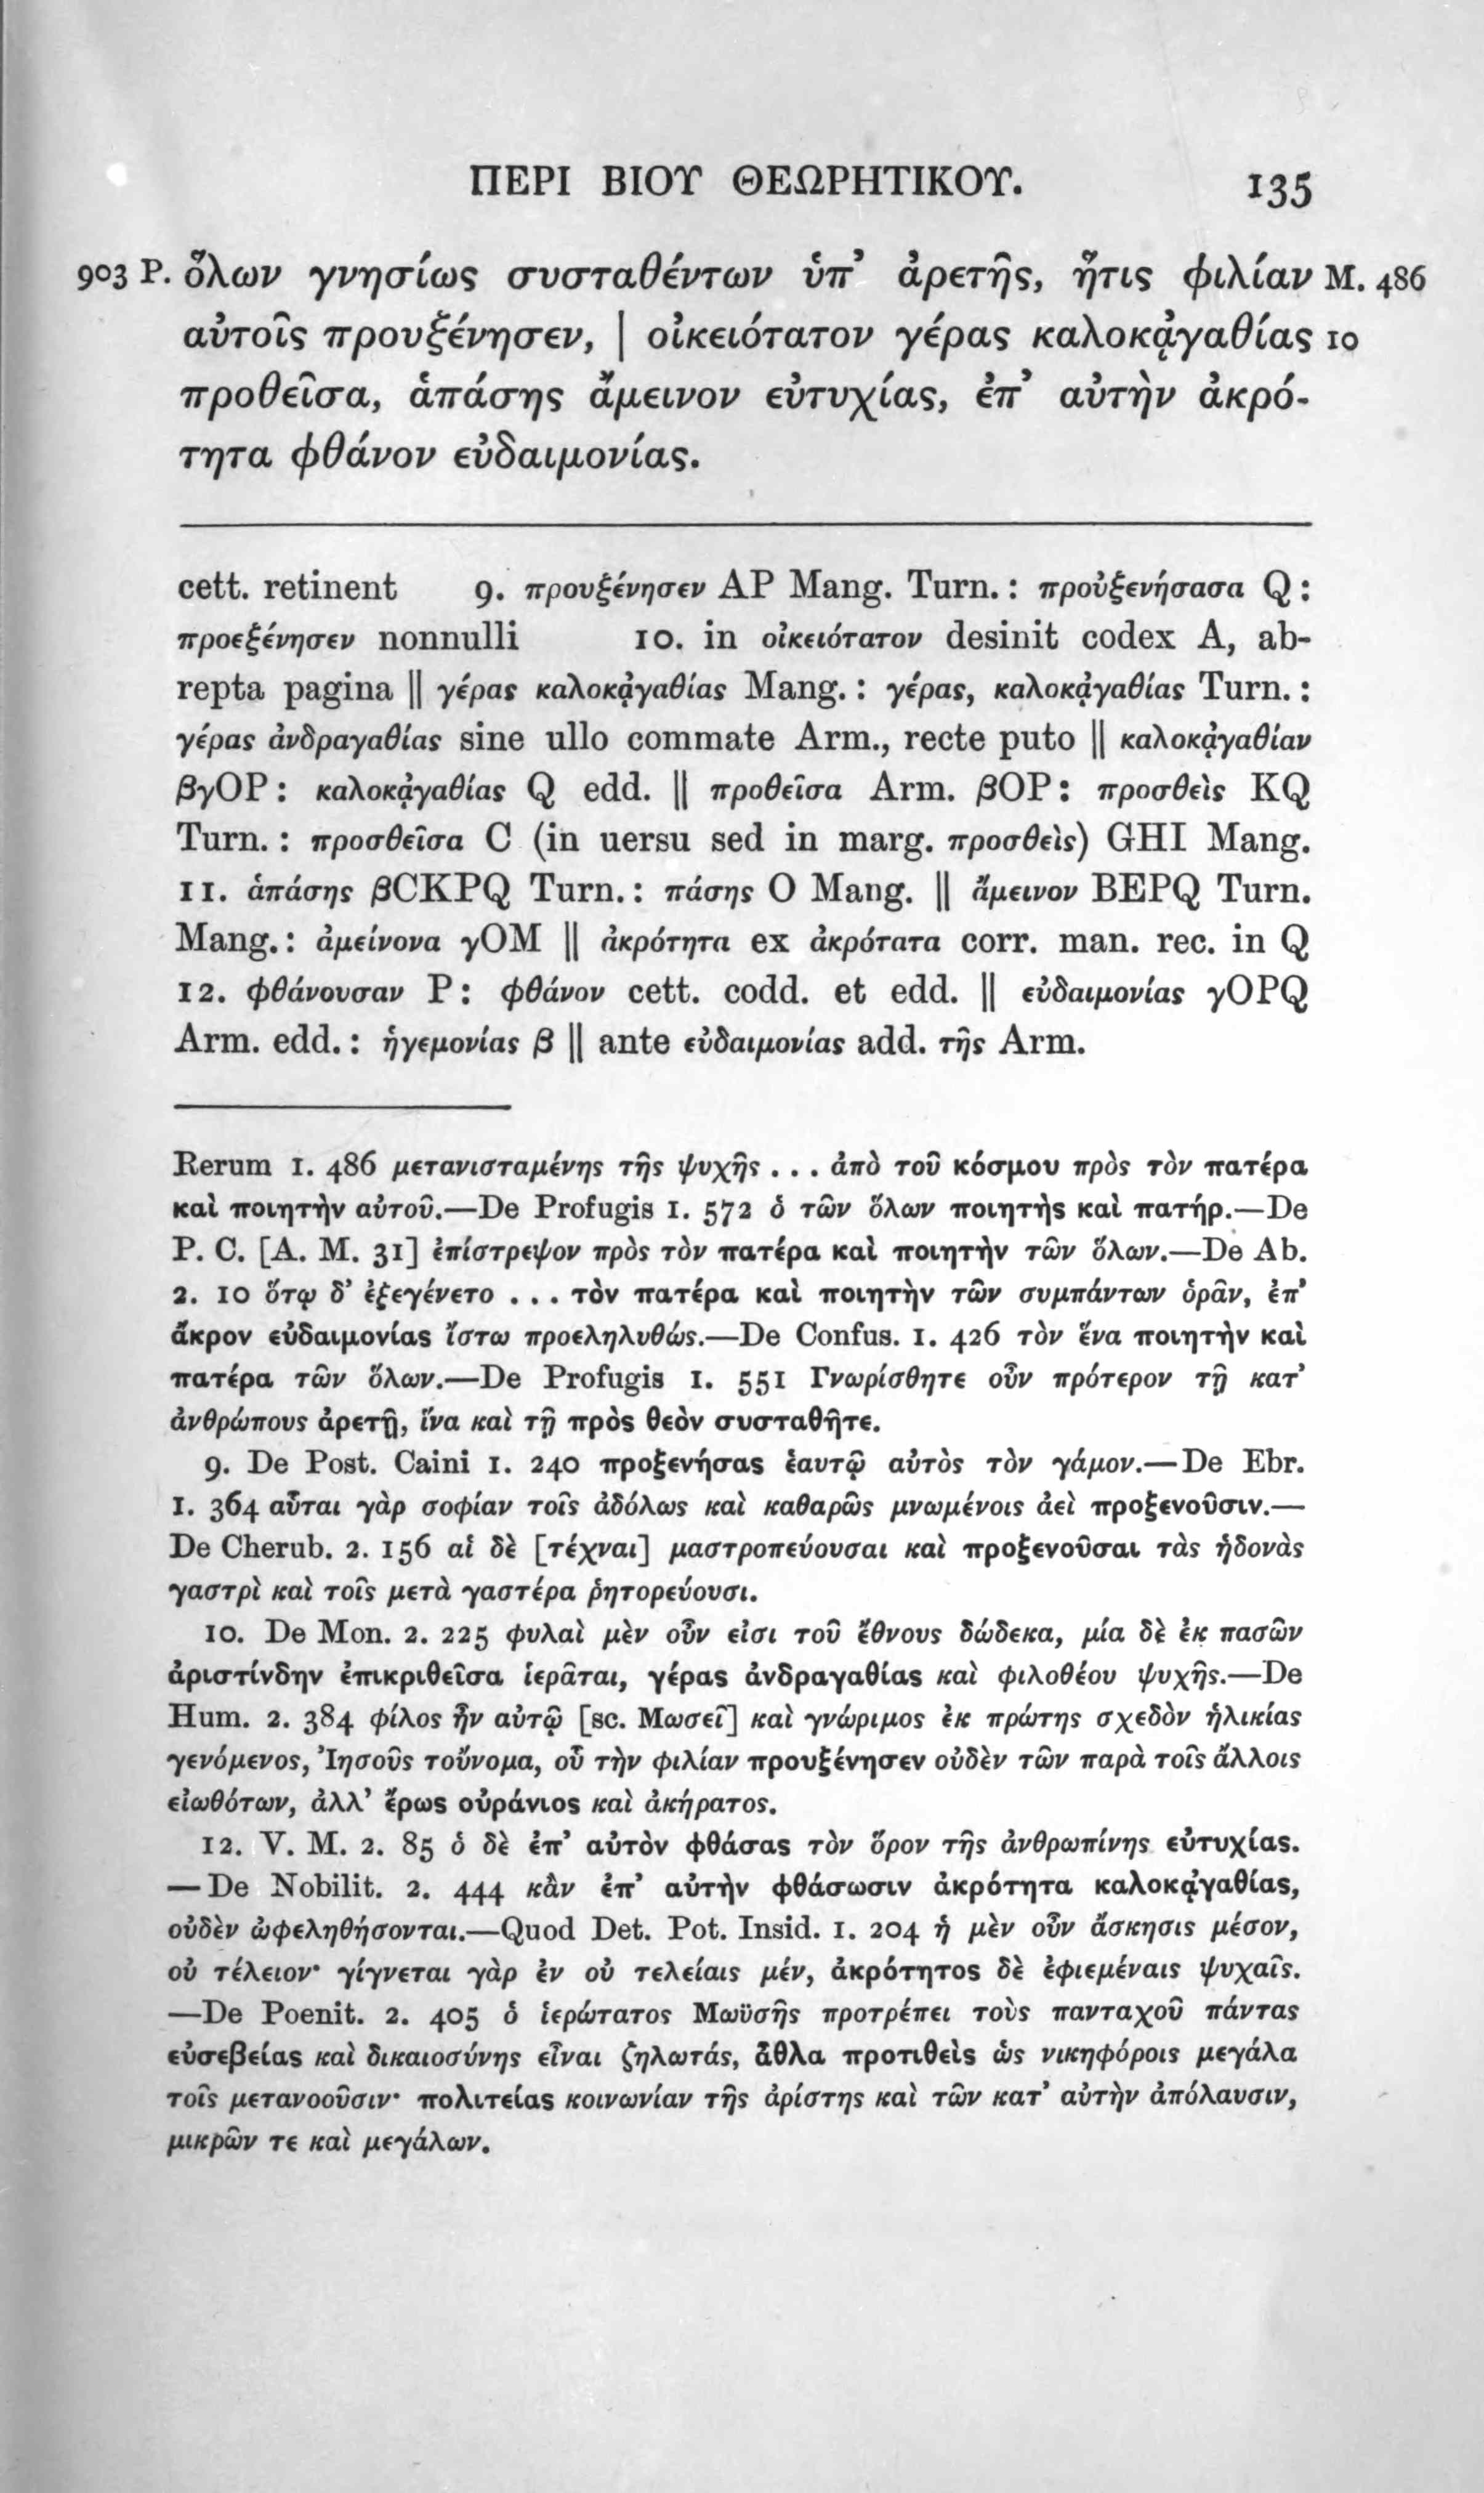 ΠΕΡΙ ΒΙΟΥ ΘΕΩΡΗΤΙΚΟΥ. 135
903 P. ὅλων γνησίως συσταθέντων ὑπ’ ἀρετῆς, ἥτις φιλίαν M. 486
αὐτοῖς προυξένησεν, | οἰκειότατον γέρας καλοκᾀγαθίας 10
προθεῖσα, ἁπάσης ἄμεινον εὐτυχίας, ἐπ’ αὐτὴν ἀκρό-
τητα φθάνον εὐδαιμονίας.
cett. retinent 9. προυξένησεν AP Mang. Turn. : προὐξενήσασα Q :
προεξένησεν nonnulli 10. in οἰκειότατον desinit codex A, ab-
repta pagina || γέρας καλοκᾀγαθίας Mang. : γέρας, καλοκᾀγαθίας Turn. :
γέρας ἀνδραγαθίας sine ullo commate Arm., recte puto || καλοκᾀγαθίαν
βγOP : καλοκᾀγαθίας Q edd. || προθεῖσα Arm. βOP : προσθεὶς KQ
Turn. : προσθεῖσα C (in uersu sed in marg. προσθεὶς) GHI Mang.
11. ἁπάσης βCKPQ Turn. : πάσης O Mang. || ἄμεινον BEPQ Turn.
Mang. : ἀμείνονα γOM || ἀκρότητα ex ἀκρότατα corr. man. rec. in Q
12. φθάνουσαν P : φθάνον cett. codd. et edd. || εὐδαιμονίας γOPQ
Arm. edd. : ἡγεμονίας β || ante εὐδαιμονίας add. τῆς Arm.
Rerum 1. 486 μετανισταμένης τῆς ψυχῆς . . . ἀπὸ τοῦ κόσμου πρὸς τὸν πατέρα
καὶ ποιητὴν αὐτοῦ.—De Profugis 1. 572 ὁ τῶν ὅλων ποιητὴς καὶ πατήρ.—De
P. C. [A. M. 31] ἐπίστρεψον πρὸς τὸν πατέρα καὶ ποιητὴν τῶν ὅλων.—De Ab.
2. 10 ὅτῳ δ’ ἐξεγένετο . . . τὸν πατέρα καὶ ποιητὴν τῶν συμπάντων ὁρᾶν, ἐπ’
ἄκρον εὐδαιμονίας ἴστω προεληλυθώς.—De Confus. 1. 426 τὸν ἕνα ποιητὴν καὶ
πατέρα τῶν ὅλων.—De Profugis 1. 551 Γνωρίσθητε οὖν πρότερον τῇ κατ’
ἀνθρώπους ἀρετῇ, ἵνα καὶ τῇ πρὸς θεὸν συσταθῆτε.
9. De Post. Caini 1. 240 προξενήσας ἑαυτῷ αὐτὸς τὸν γάμον.—De Ebr.
1. 364 αὗται γὰρ σοφίαν τοῖς ἀδόλως καὶ καθαρῶς μνωμένοις ἀεὶ προξενοῦσιν.—
De Cherub. 2. 156 αἱ δὲ [τέχναι] μαστροπεύουσαι καὶ προξενοῦσαι τὰς ἡδονὰς
γαστρὶ καὶ τοῖς μετὰ γαστέρα ῥητορεύουσι.
10. De Mon. 2. 225 φυλαὶ μὲν οὖν εἰσι τοῦ ἔθνους δώδεκα, μία δὲ ἐκ πασῶν
ἀριστίνδην ἐπικριθεῖσα ἱερᾶται, γέρας ἀνδραγαθίας καὶ φιλοθέου ψυχῆς.—De
Hum. 2. 384 φίλος ἦν αὐτῷ [sc. Μωσεῖ] καὶ γνώριμος ἐκ πρώτης σχεδὸν ἡλικίας
γενόμενος, Ἰησοῦς τοὔνομα, οὗ τὴν φιλίαν προυξένησεν οὐδὲν τῶν παρὰ τοῖς ἄλλοις
εἰωθότων, ἀλλ’ ἔρως οὐράνιος καὶ ἀκήρατος.
12. V. M. 2. 85 ὁ δὲ ἐπ’ αὐτὸν φθάσας τὸν ὅρον τῆς ἀνθρωπίνης εὐτυχίας.
—De Nobilit. 2. 444 κἂν ἐπ’ αὐτὴν φθάσωσιν ἀκρότητα καλοκᾀγαθίας,
οὐδὲν ὠφεληθήσονται.—Quod Det. Pot. Insid. 1. 204 ἡ μὲν οὖν ἄσκησις μέσον,
οὐ τέλειον· γίγνεται γὰρ ἐν οὐ τελείαις μέν, ἀκρότητος δὲ ἐφιεμέναις ψυχαῖς.
—De Poenit. 2. 405 ὁ ἱερώτατος Μωϋσῆς προτρέπει τοὺς πανταχοῦ πάντας
εὐσεβείας καὶ δικαιοσύνης εἶναι ζηλωτάς, ἆθλα προτιθεὶς ὡς νικηφόροις μεγάλα
τοῖς μετανοοῦσιν· πολιτείας κοινωνίαν τῆς ἀρίστης καὶ τῶν κατ’ αὐτὴν ἀπόλαυσιν,
μικρῶν τε καὶ μεγάλων.